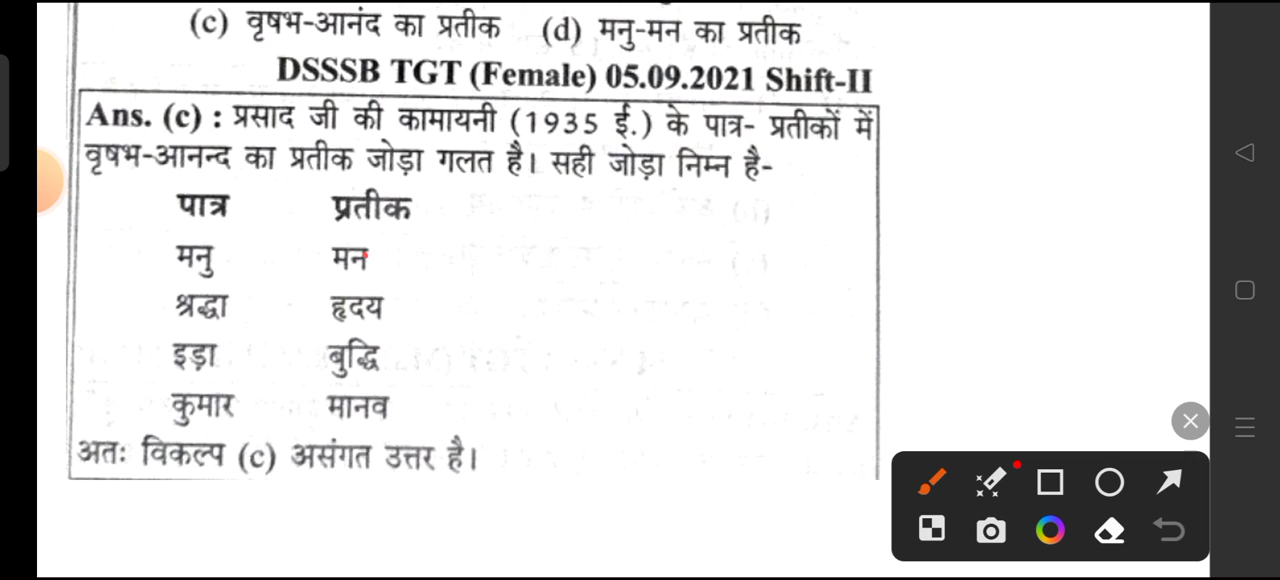 (c) वृषभ-आनंद का प्रतीक (d) मनु-मन का प्रतीक
DSSSB TGT (Female) 05.09.2021 Shift-II
Ans. (c) : प्रसाद जी की कामायनी (1935 ई.) के पात्र- प्रतीकों में
वृषभ-आनन्द का प्रतीक जोड़ा गलत है। सही जोड़ा निम्न है-
पात्र प्रतीक
मनु मन
श्रद्धा हृदय
इड़ा बुद्धि
कुमार मानव
अतः विकल्प (c) असंगत उत्तर है।